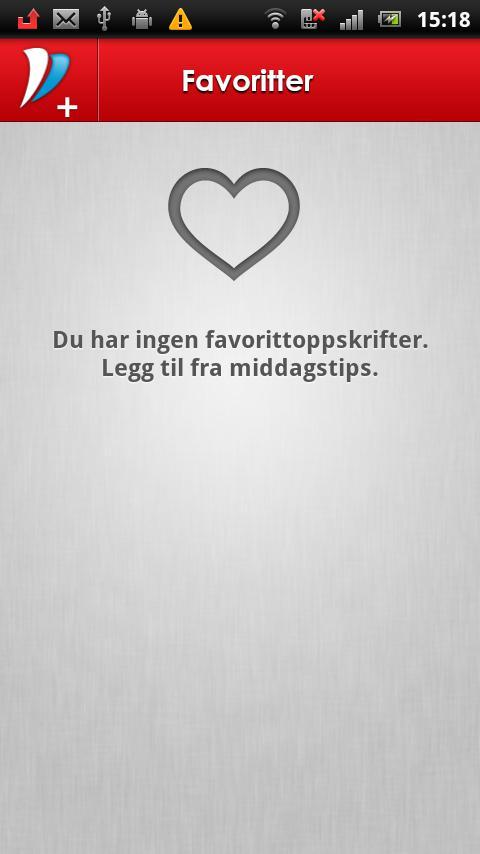 15:18
Favoritter
Du har ingen favorittoppskrifter.
Legg til fra middagstips.